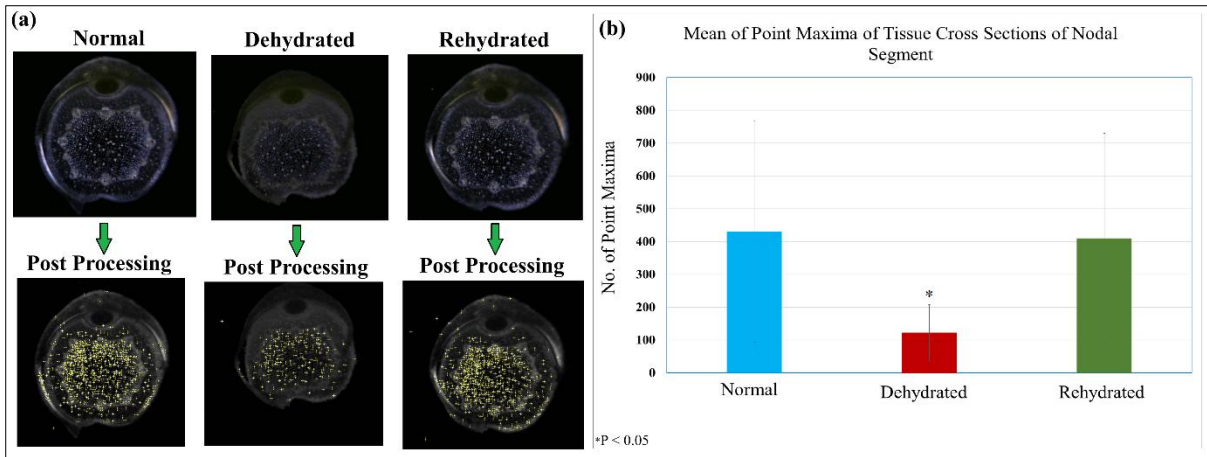 (a)
Normal
Dehydrated
Rehydrated
Post Processing
Post Processing
Post Processing
(b)
Mean of Point Maxima of Tissue Cross Sections of Nodal
Segment
No. of Point Maxima
900
800
700
600
500
400
300
200
100
0
*
Normal
Dehydrated
Rehydrated
*P < 0.05